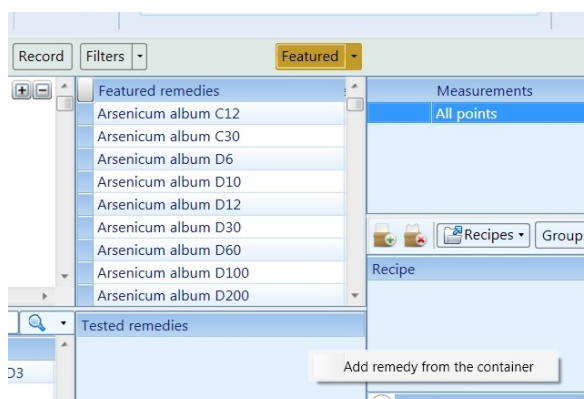 Record
Filters
Featured
Featured remedies
Arsenicum album C12
Arsenicum album C30
Arsenicum album D6
Arsenicum album D10
Arsenicum album D12
Arsenicum album D30
Arsenicum album D60
Arsenicum album D100
Arsenicum album D200
Measurements
All points
Recipes
Groups
Recipe
Tested remedies
D3
Add remedy from the container